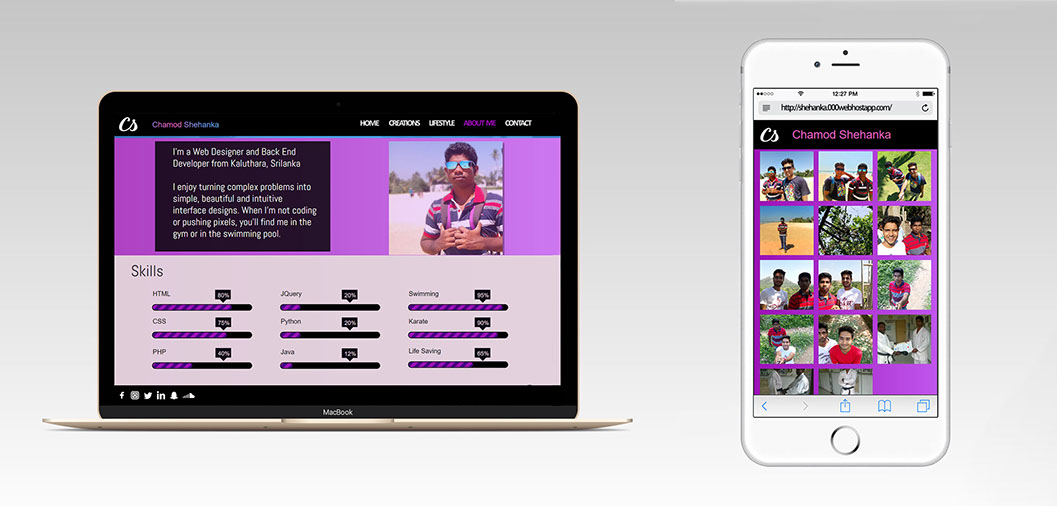 Cs
Chamod Shehanka
HOME CREATIONS LIFESTYLE ABOUT ME CONTACT
I'm a Web Designer and Back End
Developer from Kaluthara, Srilanka
I enjoy turning complex problems into
simple, beautiful and intuitive
interface designs. When I'm not coding
or pushing pixels, you'll find me in the
gym or in the swimming pool.
Skills
HTML 80%
JQuery 20%
Swimming 95%
CSS 75%
Python 20%
Karate 90%
PHP 40%
Java 12%
Life Saving 65%
MacBook
12:27 PM
http://shehanka.000webhostapp.com/
Cs
Chamod Shehanka